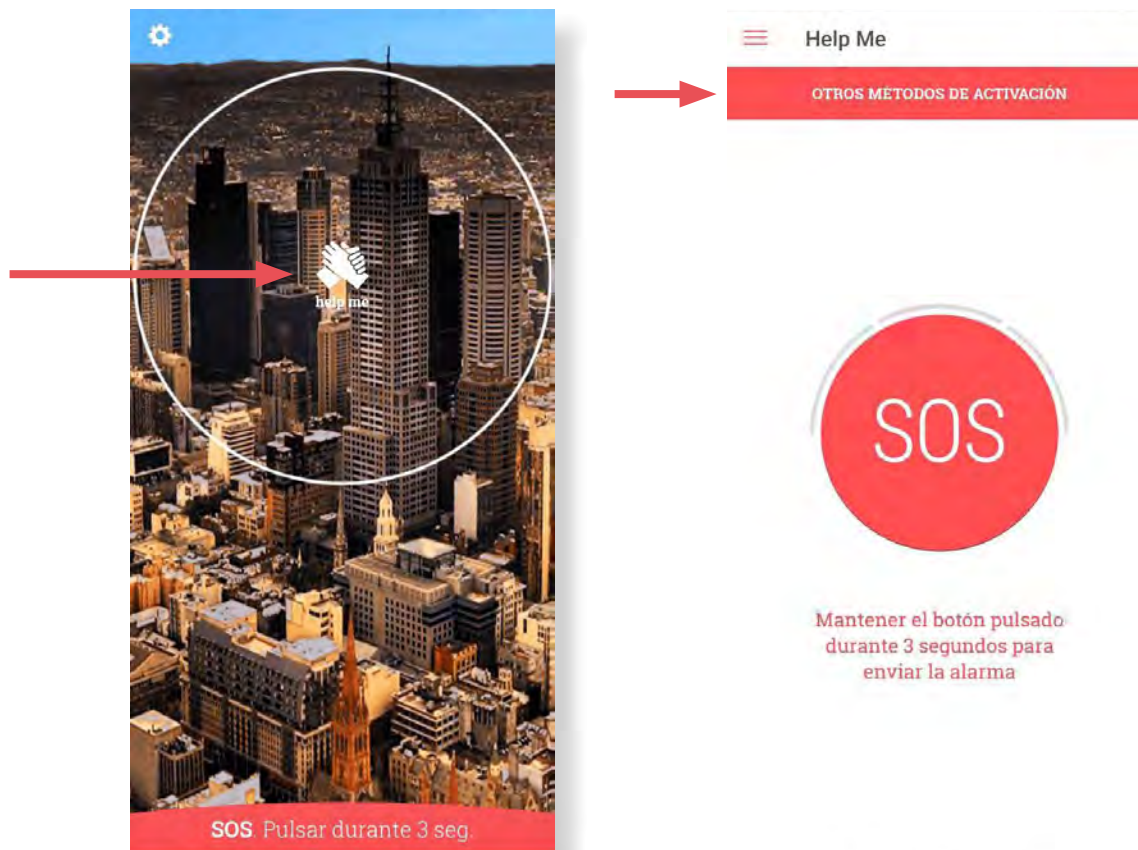 help me
SOS. Pulsar durante 3 seg.
Help Me
OTROS MÉTODOS DE ACTIVACIÓN
SOS
Mantener el botón pulsado
durante 3 segundos para
enviar la alarma